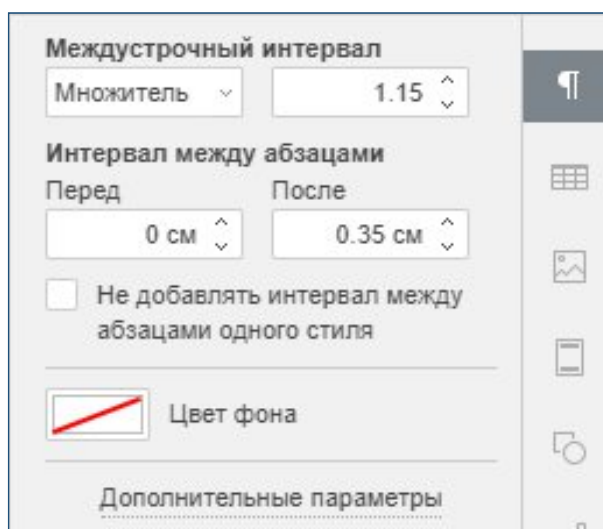 Междустрочный интервал
Множитель 1.15
Интервал между абзацами
Перед После
0 см 0.35 см
Не добавлять интервал между
абзацами одного стиля
Цвет фона
Дополнительные параметры